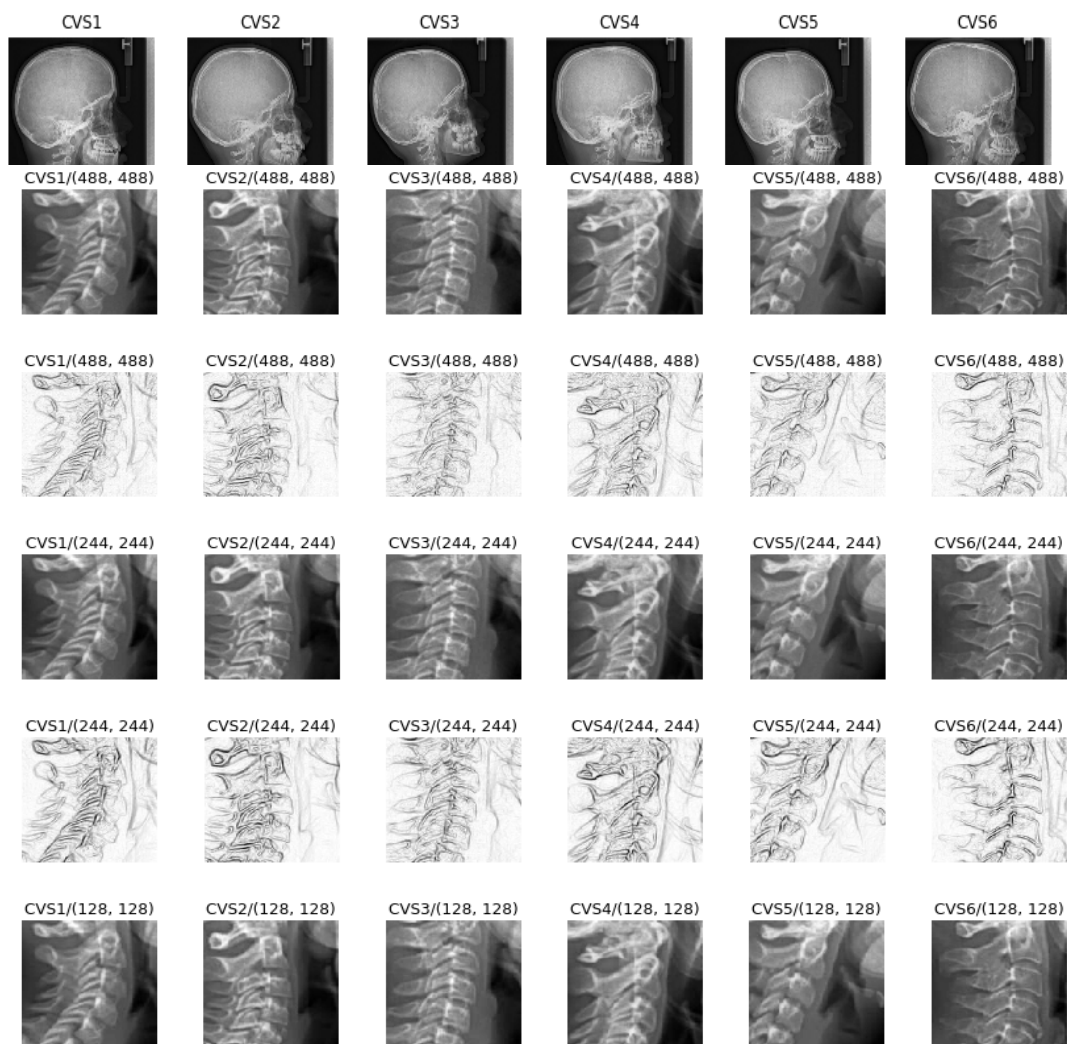 CVS1 CVS2 CVS3 CVS4 CVS5 CVS6
CVS1/(488, 488) CVS2/(488, 488) CVS3/(488, 488) CVS4/(488, 488) CVS5/(488, 488) CVS6/(488, 488)
CVS1/(488, 488) CVS2/(488, 488) CVS3/(488, 488) CVS4/(488, 488) CVS5/(488, 488) CVS6/(488, 488)
CVS1/(244, 244) CVS2/(244, 244) CVS3/(244, 244) CVS4/(244, 244) CVS5/(244, 244) CVS6/(244, 244)
CVS1/(244, 244) CVS2/(244, 244) CVS3/(244, 244) CVS4/(244, 244) CVS5/(244, 244) CVS6/(244, 244)
CVS1/(128, 128) CVS2/(128, 128) CVS3/(128, 128) CVS4/(128, 128) CVS5/(128, 128) CVS6/(128, 128)